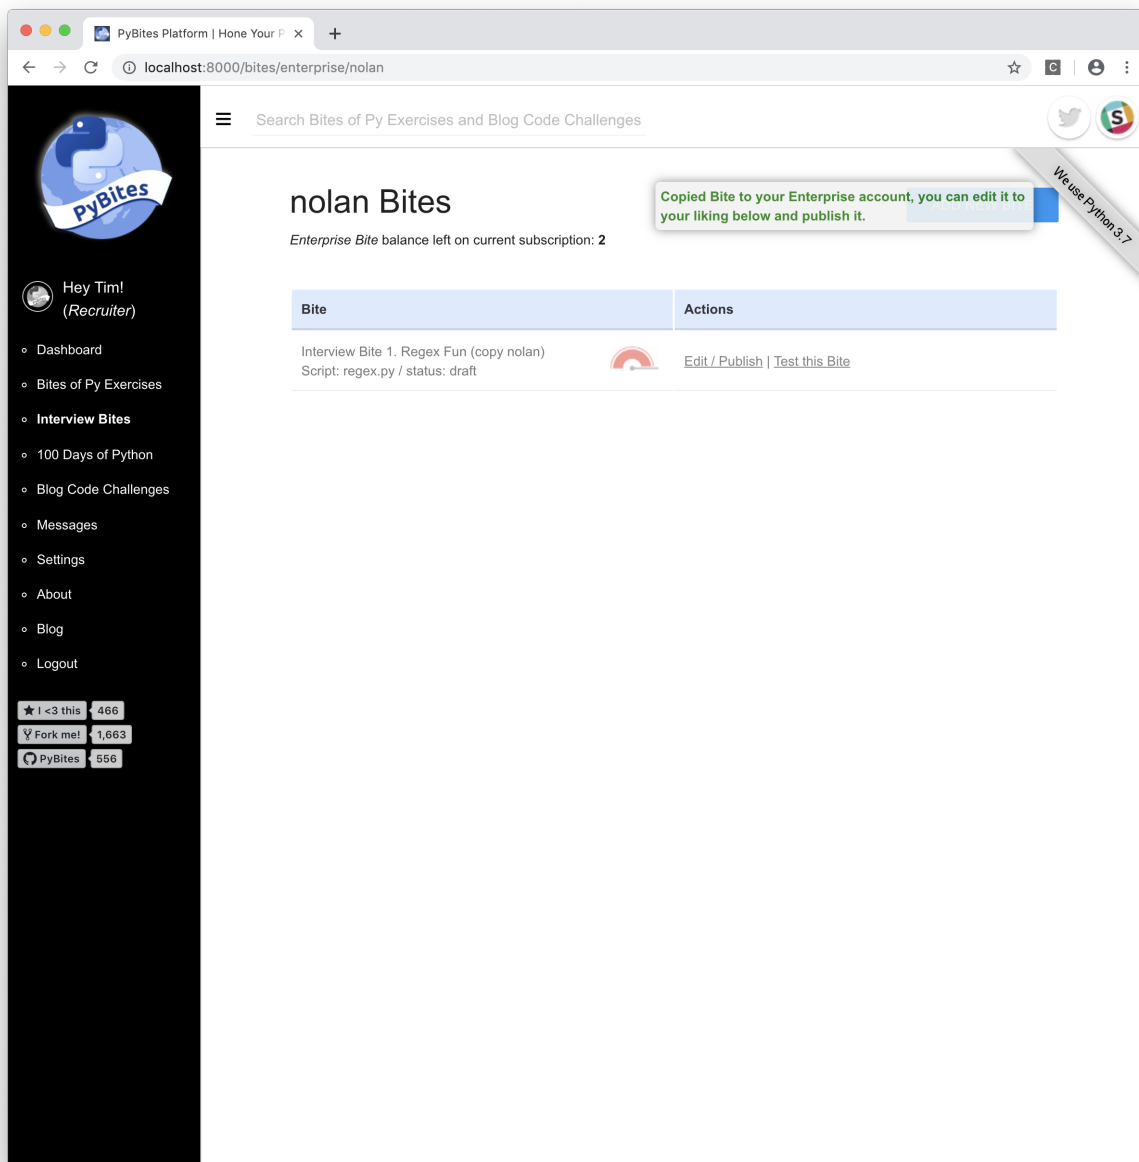 PyBites Platform | Hone Your P
localhost:8000/bites/enterprise/nolan
C
PyBites
Search Bites of Py Exercises and Blog Code Challenges
S
We use Python 3.7
nolan Bites
Copied Bite to your Enterprise account, you can edit it to
your liking below and publish it.
Enterprise Bite balance left on current subscription: 2
Hey Tim!
(Recruiter)
Dashboard
Bites of Py Exercises
Interview Bites
100 Days of Python
Blog Code Challenges
Messages
Settings
About
Blog
Logout
I <3 this 466
Fork me! 1,663
PyBites 556
Bite Actions
Interview Bite 1. Regex Fun (copy nolan)
Script: regex.py / status: draft
Edit / Publish | Test this Bite